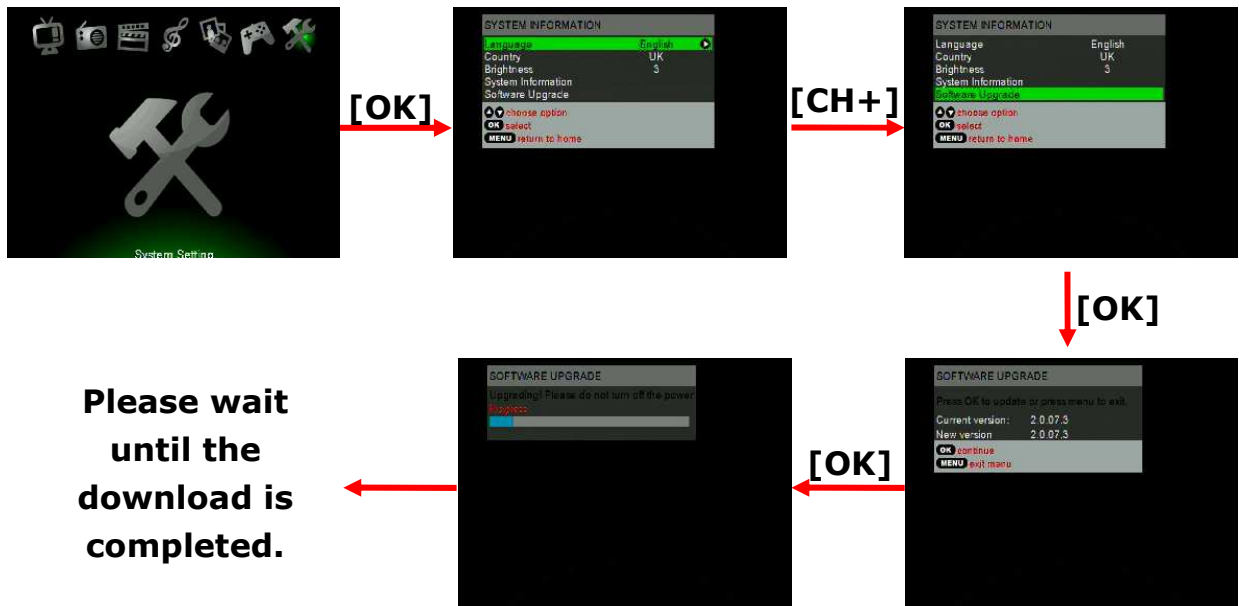 System Setting
[OK]
SYSTEM INFORMATION
Language English
Country UK
Brightness 3
System Information
Software Upgrade
choose option
OK select
MENU return to home
[CH+]
SYSTEM INFORMATION
Language English
Country UK
Brightness 3
System Information
Software Upgrade
choose option
OK select
MENU return to home
[OK]
SOFTWARE UPGRADE
Press OK to update or press menu to exit.
Current version: 2.0.07.3
New version 2.0.07.3
OK continue
MENU exit menu
[OK]
SOFTWARE UPGRADE
Upgrading! Please do not turn off the power
Progress
Please wait
until the
download is
completed.